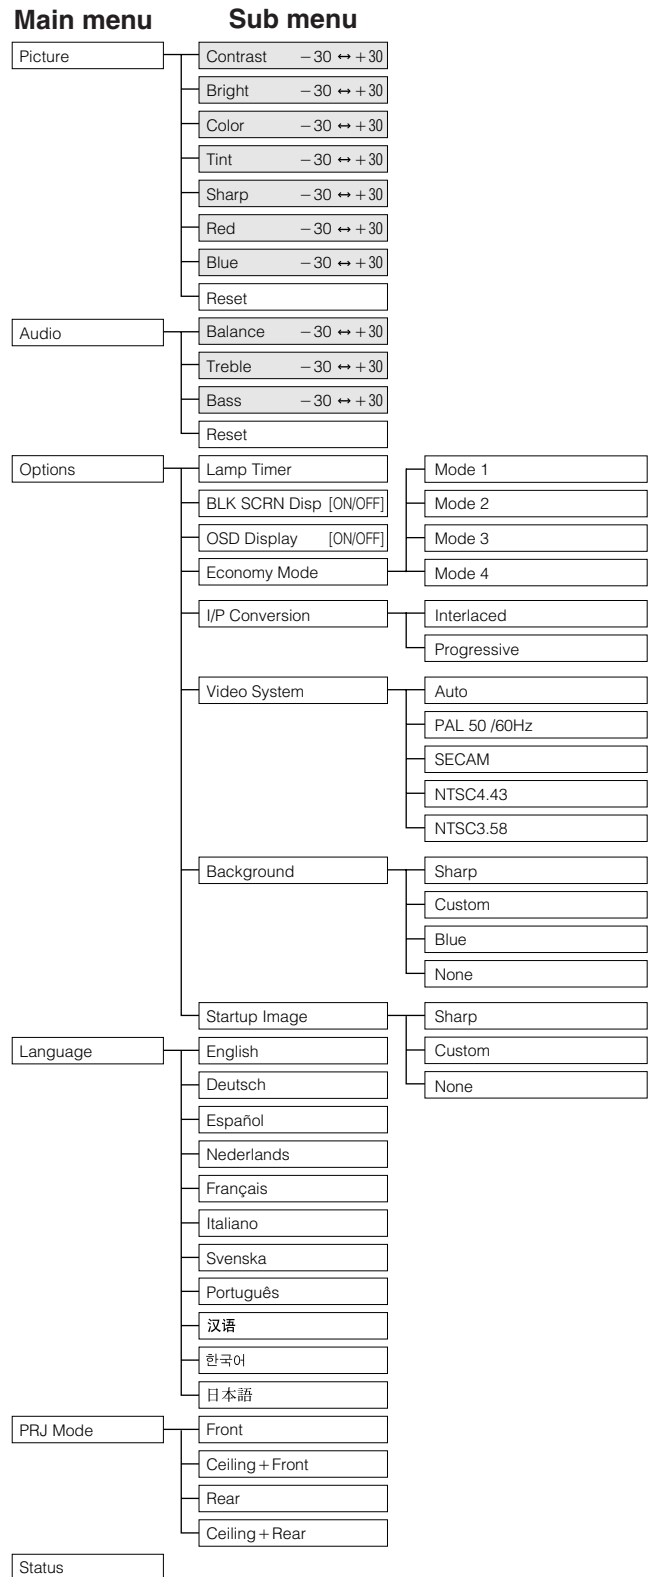 Main menu Sub menu
Picture
Contrast −30 ↔ +30
Bright −30 ↔ +30
Color −30 ↔ +30
Tint −30 ↔ +30
Sharp −30 ↔ +30
Red −30 ↔ +30
Blue −30 ↔ +30
Reset
Audio
Balance −30 ↔ +30
Treble −30 ↔ +30
Bass −30 ↔ +30
Reset
Options
Lamp Timer
BLK SCRN Disp [ON/OFF]
OSD Display [ON/OFF]
Economy Mode
Mode 1
Mode 2
Mode 3
Mode 4
I/P Conversion
Interlaced
Progressive
Video System
Auto
PAL 50 /60Hz
SECAM
NTSC4.43
NTSC3.58
Background
Sharp
Custom
Blue
None
Startup Image
Sharp
Custom
None
Language
English
Deutsch
Español
Nederlands
Français
Italiano
Svenska
Português
汉语
한국어
日本語
PRJ Mode
Front
Ceiling+Front
Rear
Ceiling+Rear
Status